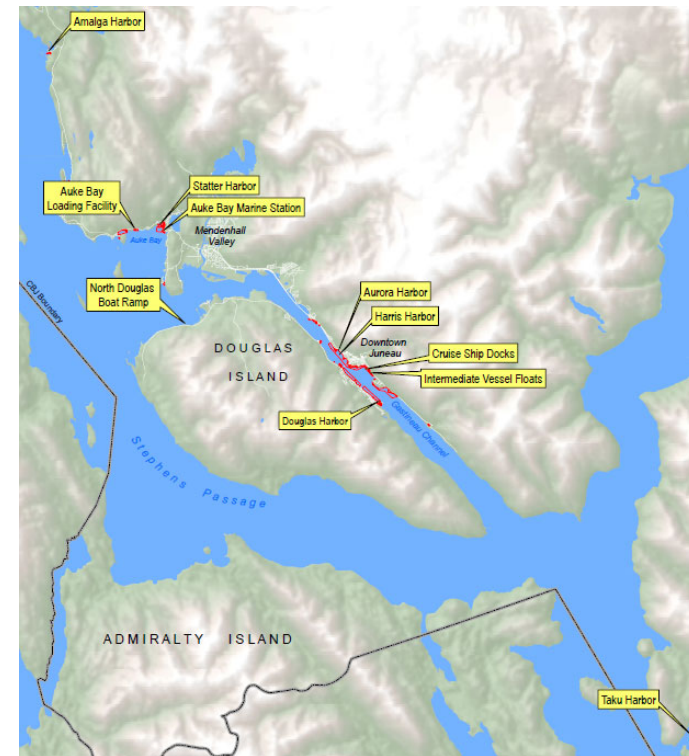 Amalga Harbor
Auke Bay
Loading Facility
Statter Harbor
Auke Bay Marine Station
Auke Bay
Mendenhall
Valley
North Douglas
Boat Ramp
CBJ Boundary
Aurora Harbor
Harris Harbor
Downtown
Juneau
DOUGLAS
ISLAND
Cruise Ship Docks
Intermediate Vessel Floats
Douglas Harbor
Gastineau Channel
Stephens Passage
ADMIRALTY ISLAND
Taku Harbor